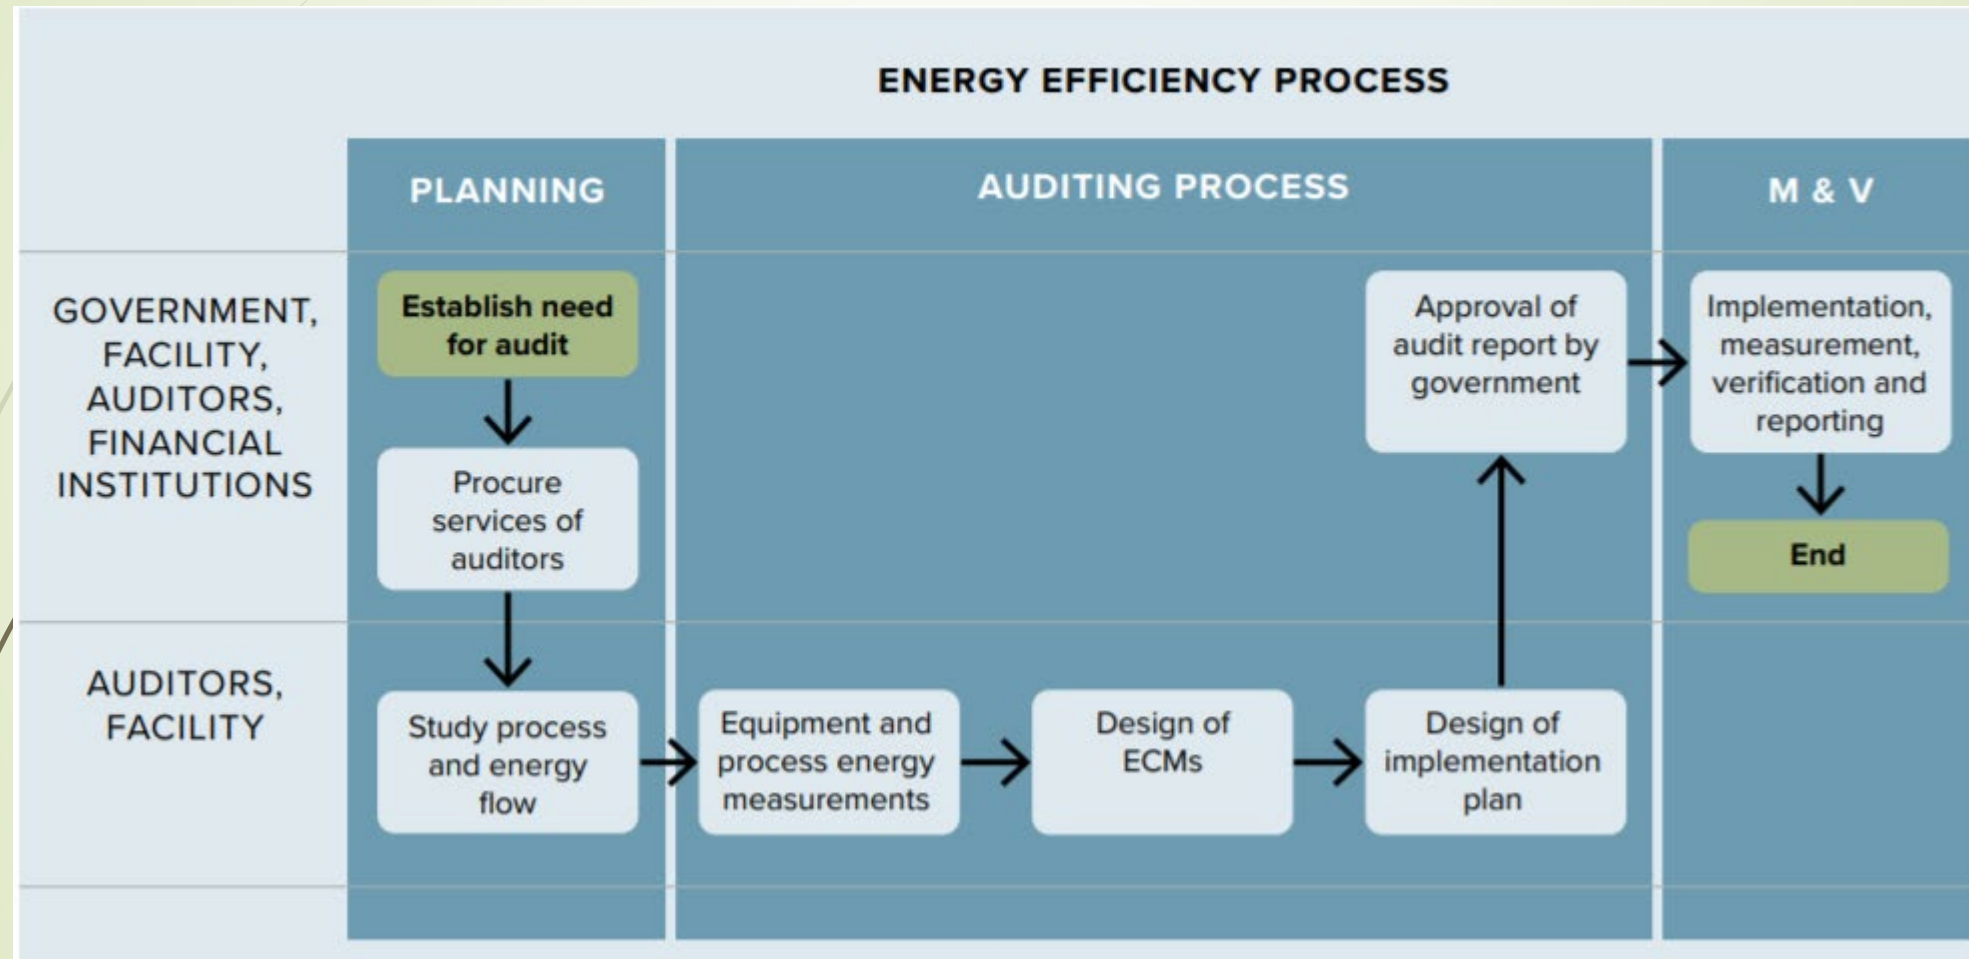 ENERGY EFFICIENCY PROCESS
PLANNING
AUDITING PROCESS
M & V
GOVERNMENT,
FACILITY,
AUDITORS,
FINANCIAL
INSTITUTIONS
Establish need
for audit
Procure
services of
auditors
Approval of
audit report by
government
Implementation,
measurement,
verification and
reporting
End
AUDITORS,
FACILITY
Study process
and energy
flow
Equipment and
process energy
measurements
Design of
ECMs
Design of
implementation
plan